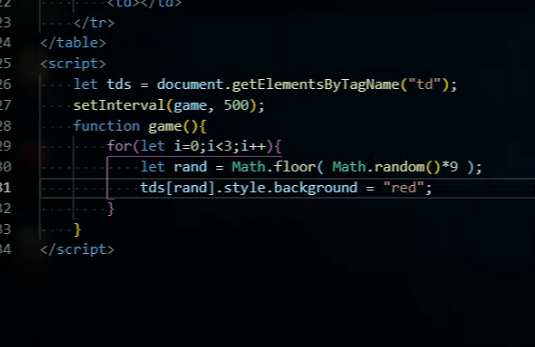 22 <td></td>
23 </tr>
24 </table>
25 <script>
26 let tds = document.getElementsByTagName("td");
27 setInterval(game, 500);
28 function game(){
29 for(let i=0;i<3;i++){
30 let rand = Math.floor( Math.random()*9 );
31 tds[rand].style.background = "red";
32 }
33 }
34 </script>